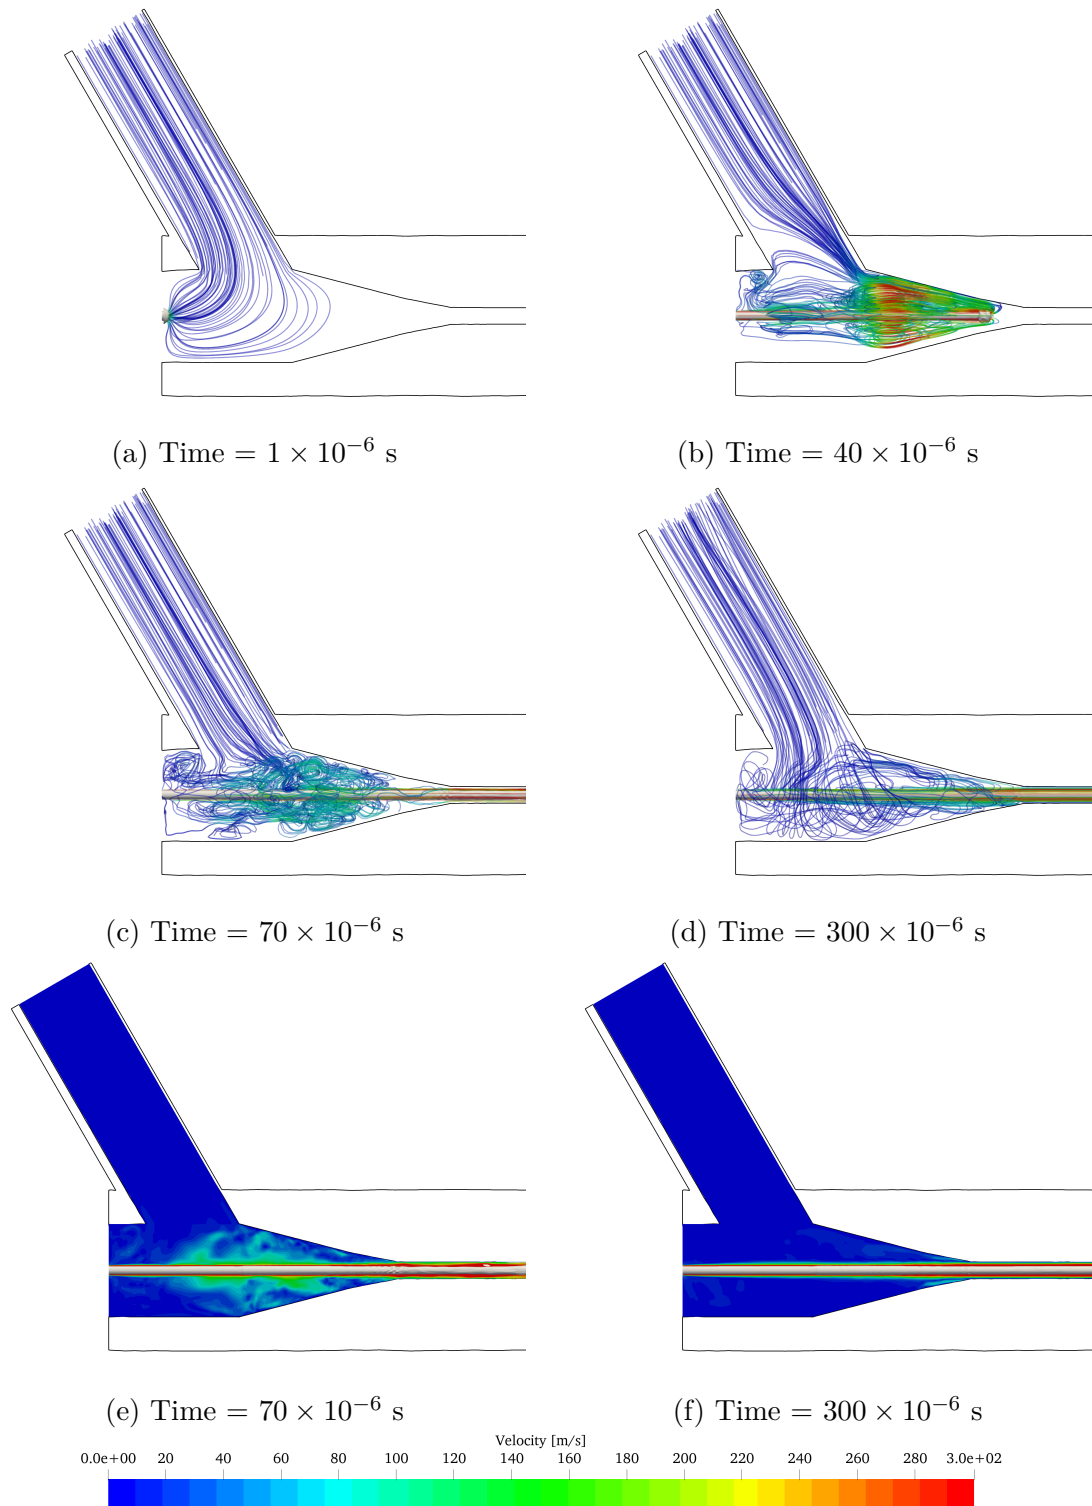 (a) Time = 1 × 10⁻⁶ s
(b) Time = 40 × 10⁻⁶ s
(c) Time = 70 × 10⁻⁶ s
(d) Time = 300 × 10⁻⁶ s
(e) Time = 70 × 10⁻⁶ s
(f) Time = 300 × 10⁻⁶ s
Velocity [m/s]
0.0e+00 20 40 60 80 100 120 140 160 180 200 220 240 260 280 3.0e+02